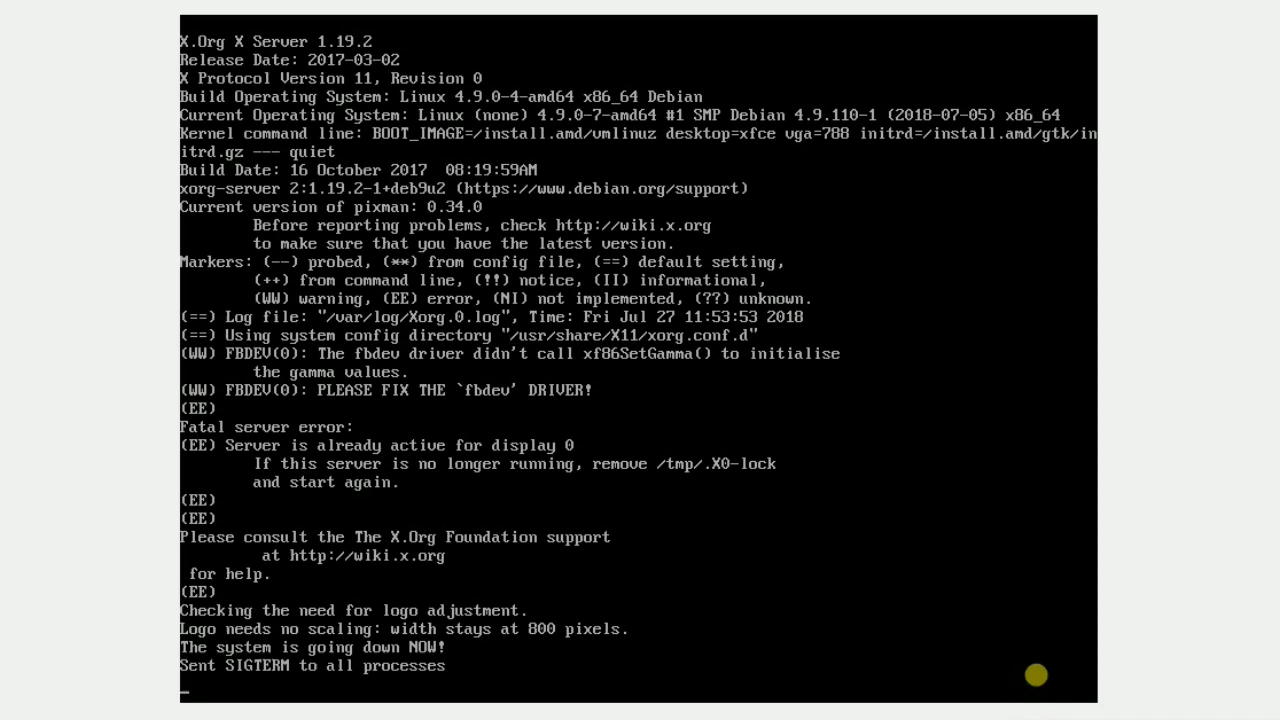 X.Org X Server 1.19.2
Release Date: 2017-03-02
X Protocol Version 11, Revision 0
Build Operating System: Linux 4.9.0-4-amd64 x86_64 Debian
Current Operating System: Linux (none) 4.9.0-7-amd64 #1 SMP Debian 4.9.110-1 (2018-07-05) x86_64
Kernel command line: BOOT_IMAGE=/install.amd/vmlinuz desktop=xfce vga=788 initrd=/install.amd/gtk/in
itrd.gz --- quiet
Build Date: 16 October 2017  08:19:59AM
xorg-server 2:1.19.2-1+deb9u2 (https://www.debian.org/support)
Current version of pixman: 0.34.0
        Before reporting problems, check http://wiki.x.org
        to make sure that you have the latest version.
Markers: (--) probed, (**) from config file, (==) default setting,
        (++) from command line, (!!) notice, (II) informational,
        (WW) warning, (EE) error, (NI) not implemented, (??) unknown.
(==) Log file: "/var/log/Xorg.0.log", Time: Fri Jul 27 11:53:53 2018
(==) Using system config directory "/usr/share/X11/xorg.conf.d"
(WW) FBDEV(0): The fbdev driver didn't call xf86SetGamma() to initialise
        the gamma values.
(WW) FBDEV(0): PLEASE FIX THE `fbdev' DRIVER!
(EE)
Fatal server error:
(EE) Server is already active for display 0
        If this server is no longer running, remove /tmp/.X0-lock
        and start again.
(EE)
(EE)
Please consult the The X.Org Foundation support
         at http://wiki.x.org
 for help.
(EE)
Checking the need for logo adjustment.
Logo needs no scaling: width stays at 800 pixels.
The system is going down NOW!
Sent SIGTERM to all processes